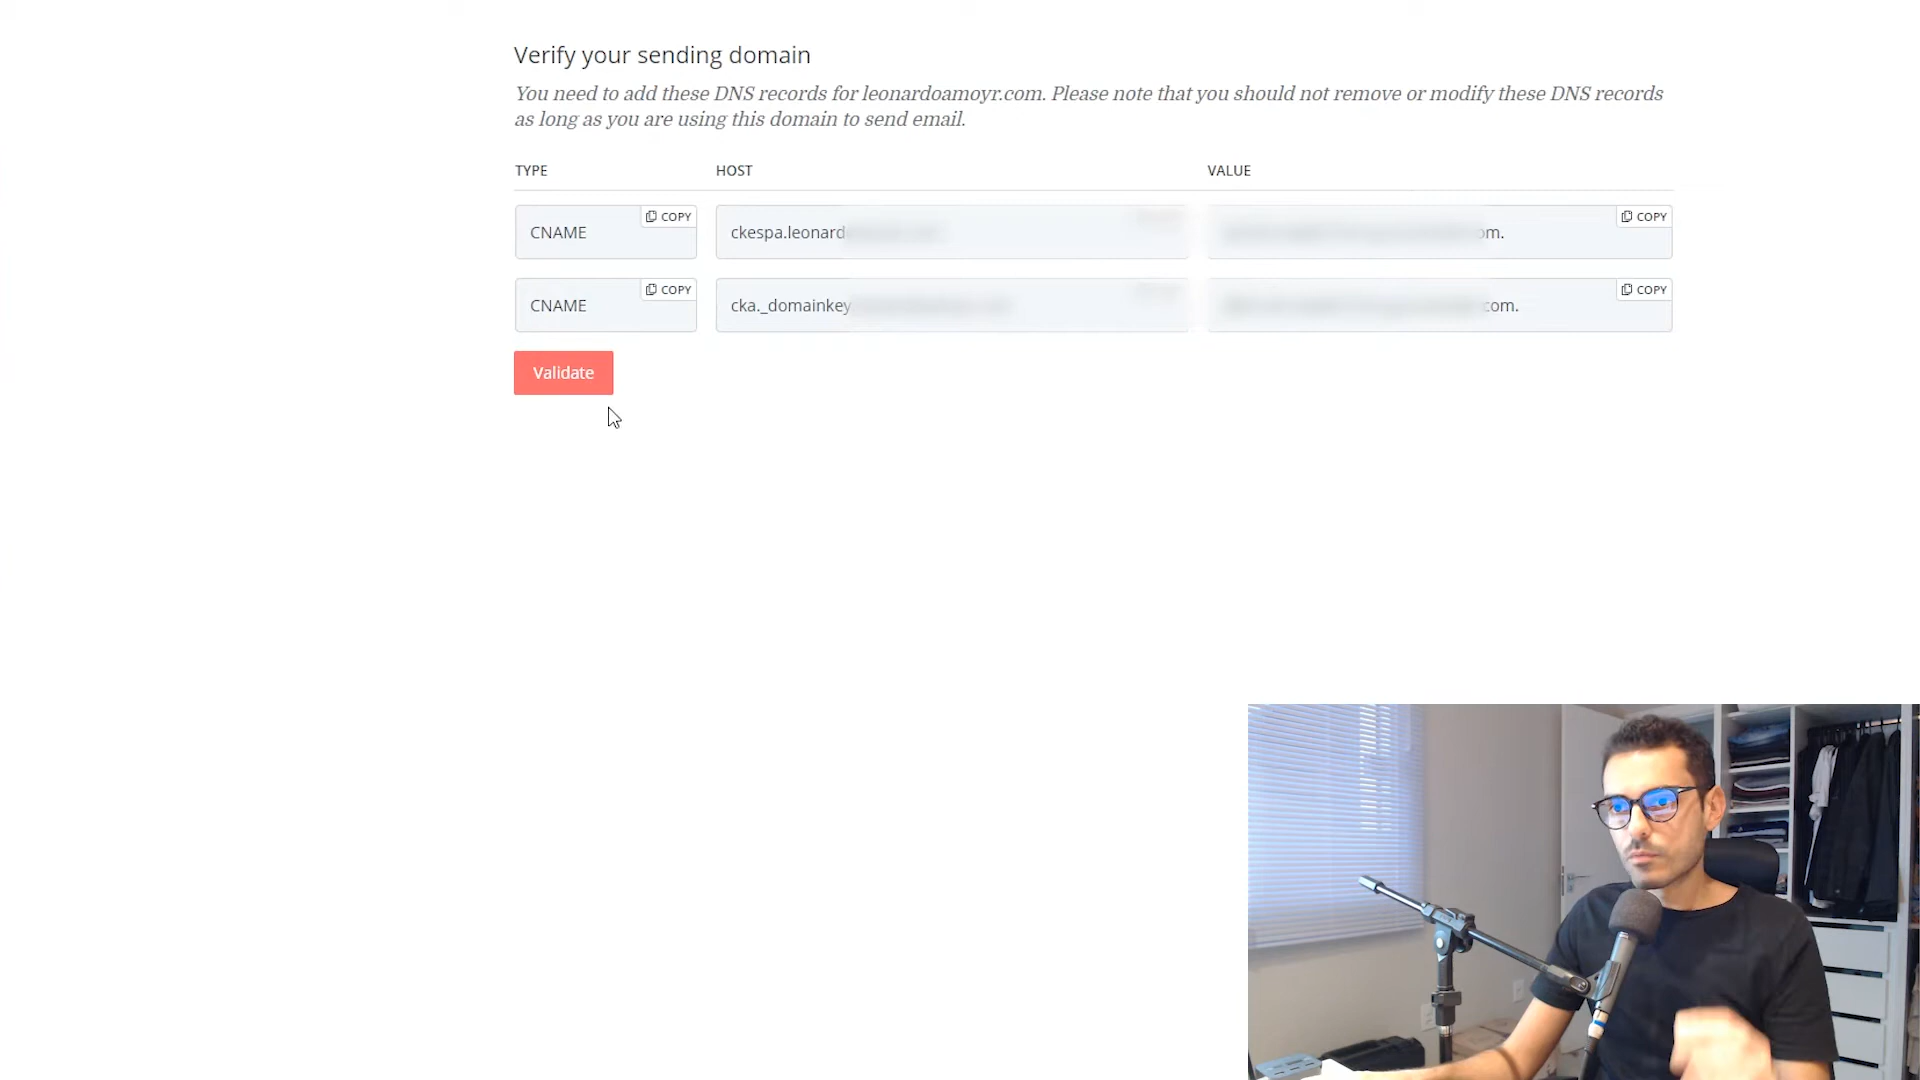 Verify your sending domain
You need to add these DNS records for leonardoamoyr.com. Please note that you should not remove or modify these DNS records
as long as you are using this domain to send email.
TYPE HOST VALUE
CNAME COPY ckespa.leonard om. COPY
CNAME COPY cka._domainkey com. COPY
Validate